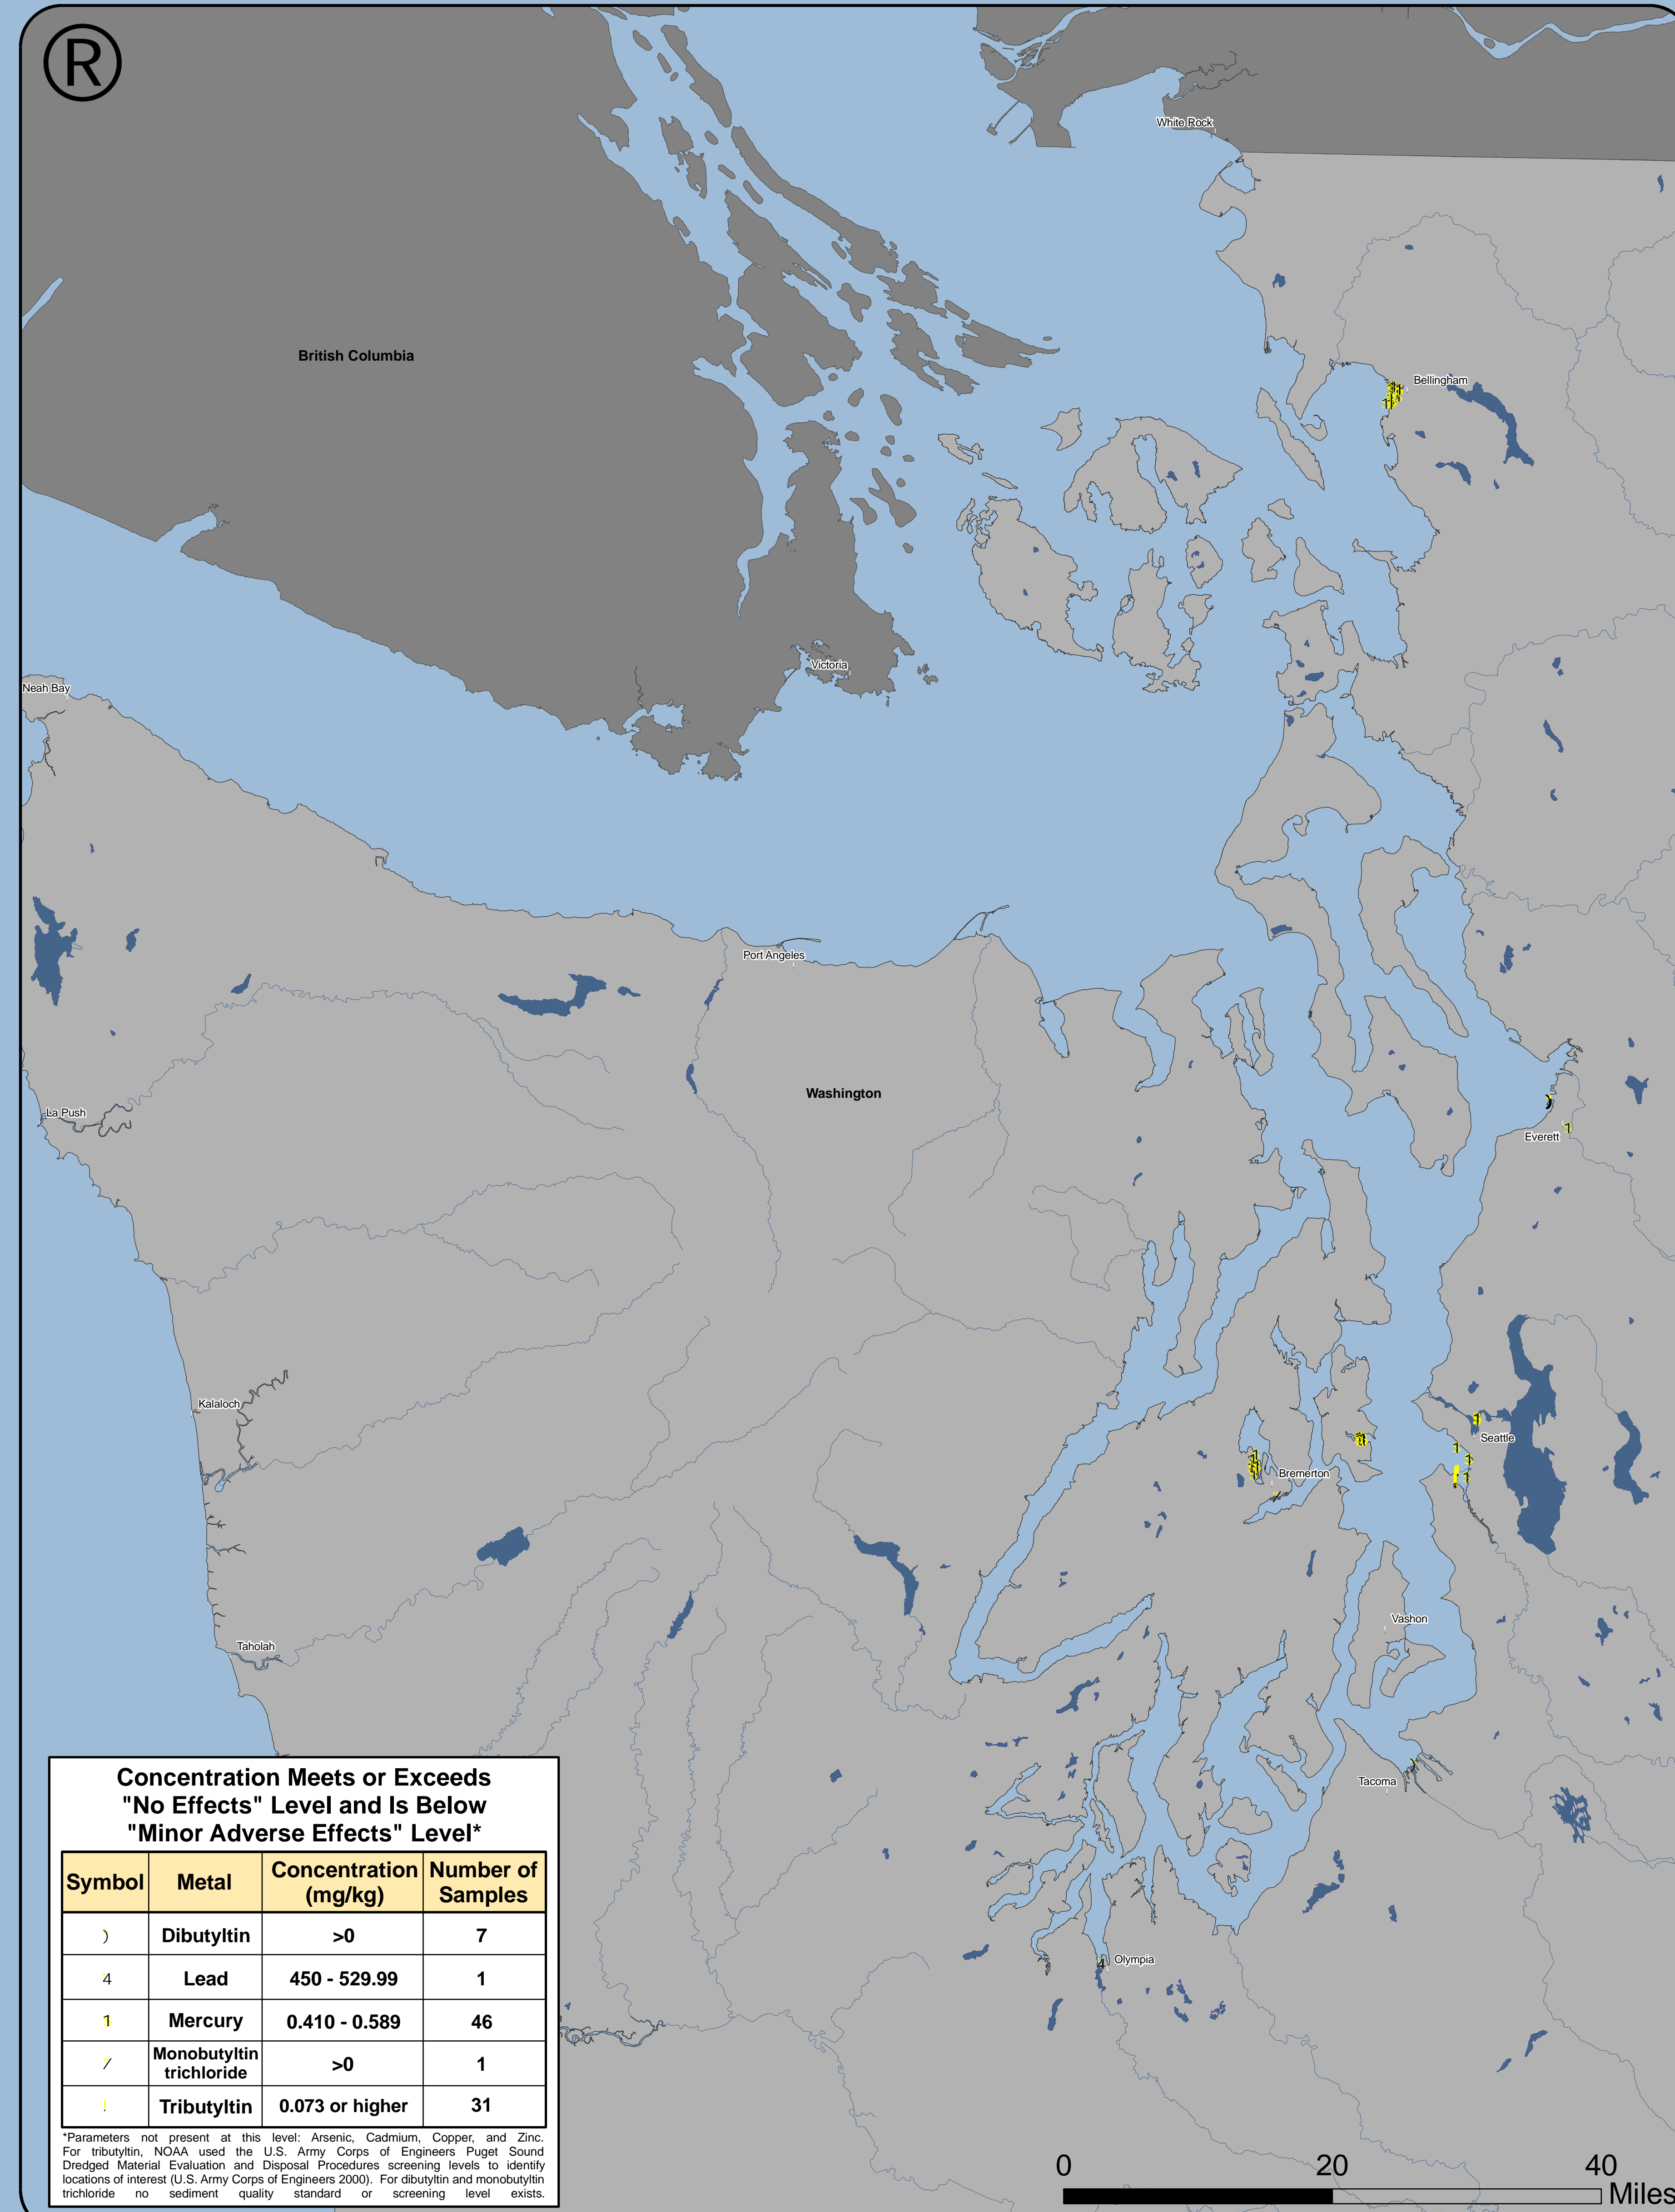 ®
White Rock
British Columbia
Bellingham
Victoria
Neah Bay
Port Angeles
Washington
La Push
Everett
Kalaloch
Seattle
Bremerton
Vashon
Taholah
Tacoma
Olympia
4
Concentration Meets or Exceeds
"No Effects" Level and Is Below
"Minor Adverse Effects" Level*
Symbol Metal Concentration (mg/kg) Number of Samples
) Dibutyltin >0 7
4 Lead 450 - 529.99 1
1 Mercury 0.410 - 0.589 46
/ Monobutyltin trichloride >0 1
! Tributyltin 0.073 or higher 31
*Parameters not present at this level: Arsenic, Cadmium, Copper, and Zinc.
For tributyltin, NOAA used the U.S. Army Corps of Engineers Puget Sound
Dredged Material Evaluation and Disposal Procedures screening levels to identify
locations of interest (U.S. Army Corps of Engineers 2000). For dibutyltin and monobutyltin
trichloride no sediment quality standard or screening level exists.
0 20 40
Miles